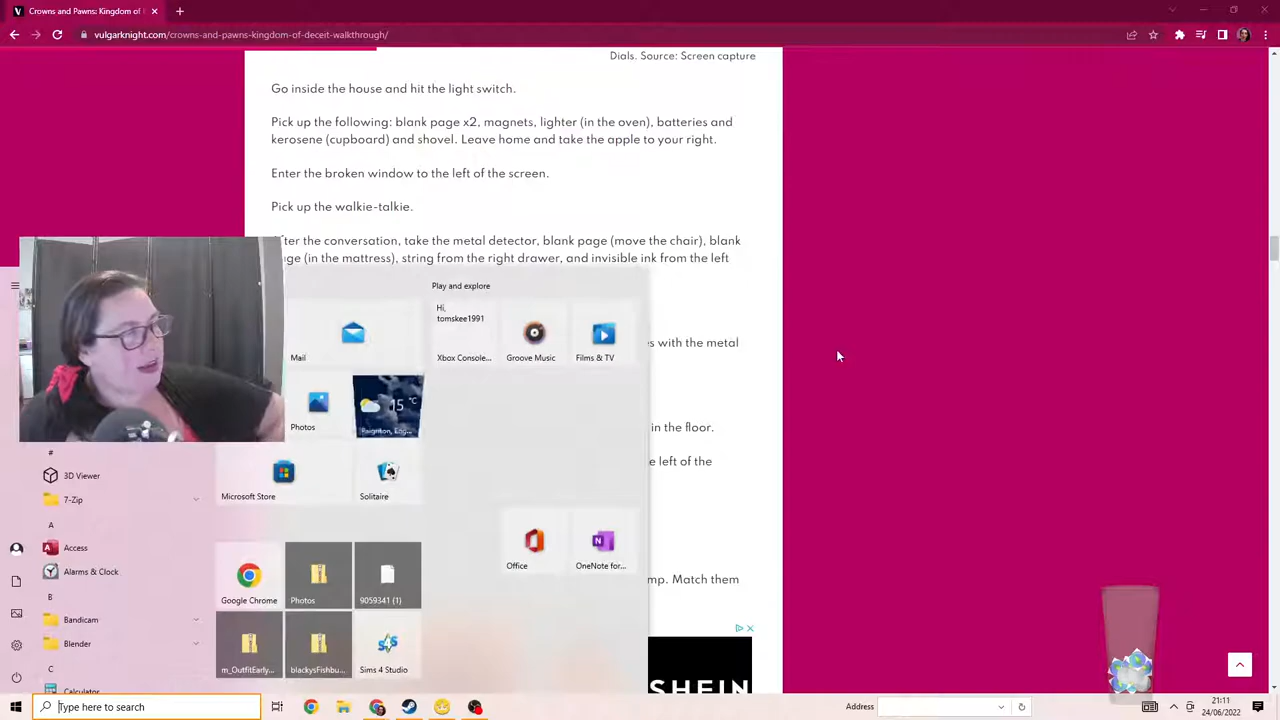 Crowns and Pawns: Kingdom of
vulgarknight.com/crowns-and-pawns-kingdom-of-deceit-walkthrough/
Dials. Source: Screen capture
Go inside the house and hit the light switch.
Pick up the following: blank page x2, magnets, lighter (in the oven), batteries and
kerosene (cupboard) and shovel. Leave home and take the apple to your right.
Enter the broken window to the left of the screen.
Pick up the walkie-talkie.
After the conversation, take the metal detector, blank page (move the chair), blank
page (in the mattress), string from the right drawer, and invisible ink from the left
Play and explore
Hi,
tomskee1991
Mail
Xbox Console...
Groove Music
Films & TV
es with the metal
Photos
15 °C
Paignton, Eng...
in the floor.
e left of the
Microsoft Store
Solitaire
#
3D Viewer
7-Zip
A
Access
Alarms & Clock
B
Bandicam
Blender
C
Calculator
Office
OneNote for...
Google Chrome
Photos
9059341 (1)
mp. Match them
m_OutfitEarly...
blackysFishbu...
Sims 4 Studio
SHEIN
Type here to search
Address
21:11
24/06/2022